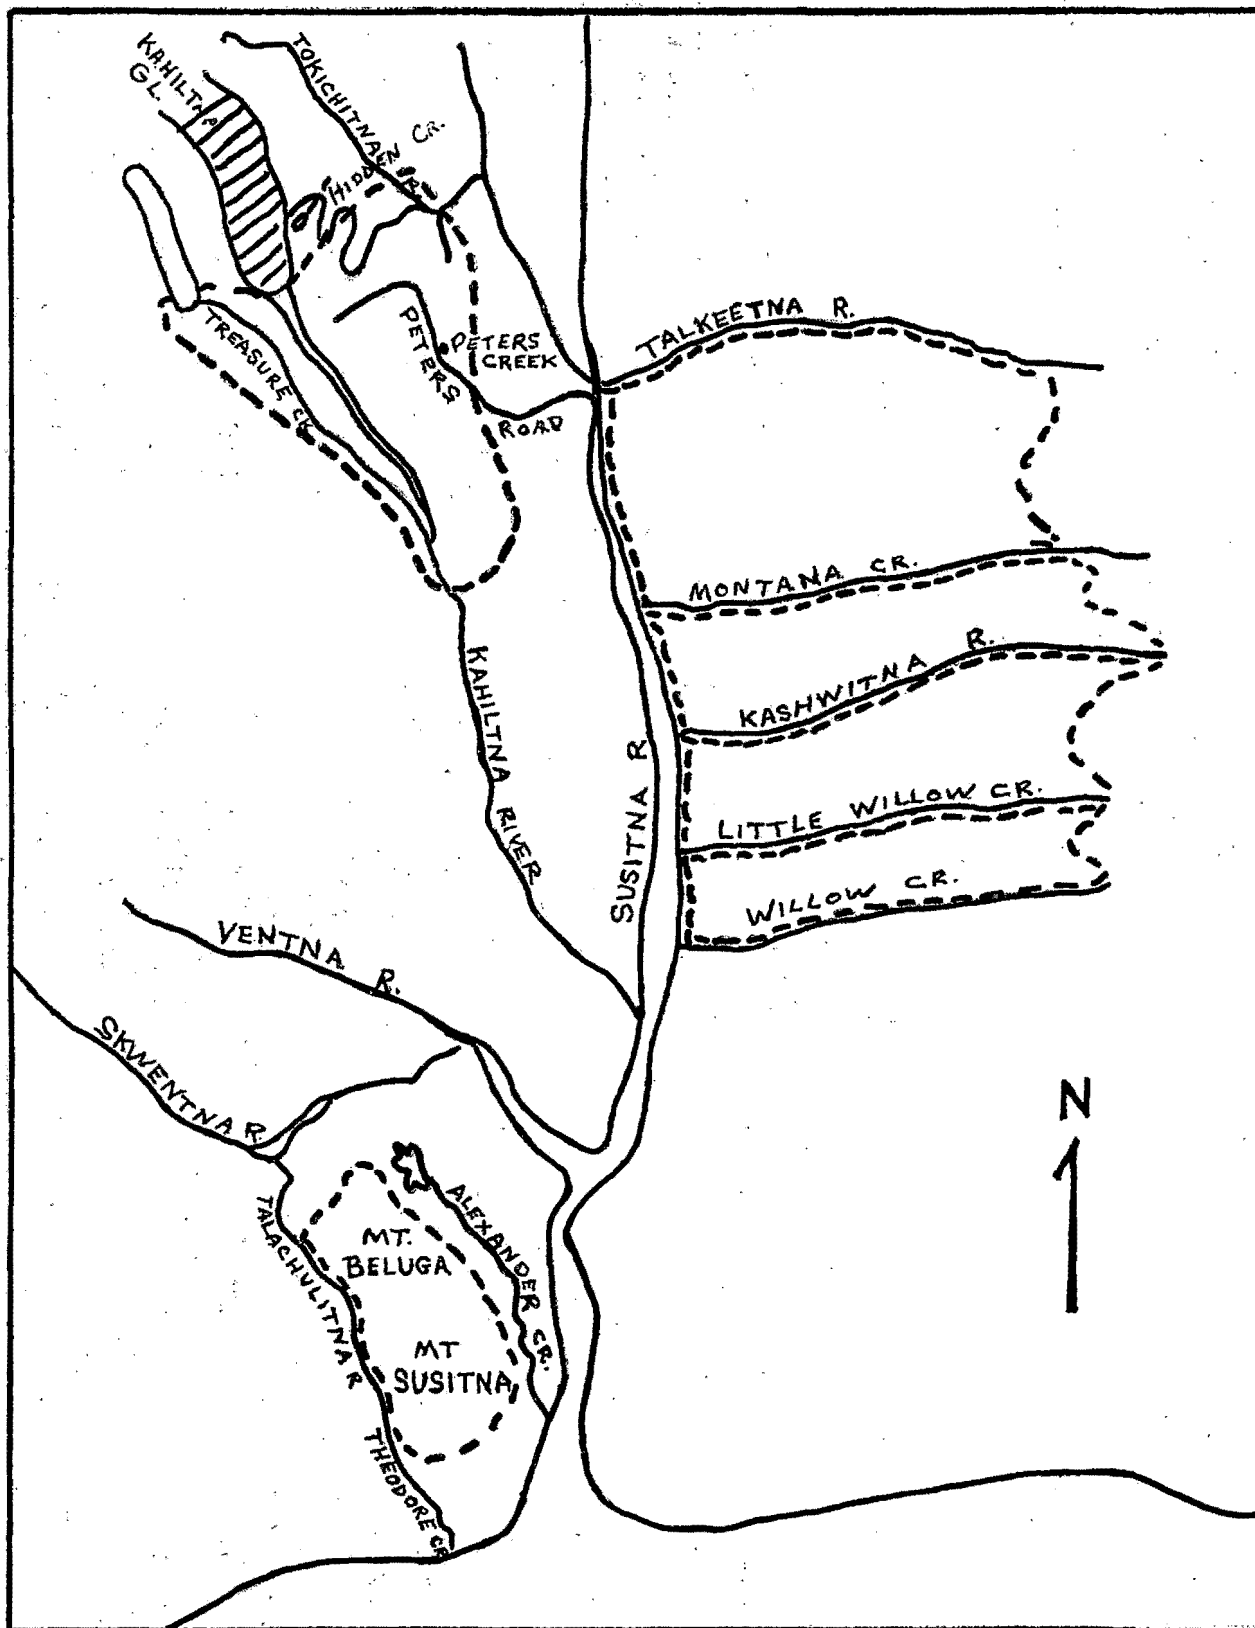 KAHILTNA
GL.
TOKICHITNA
R.
HIDDEN CR.
TREASURE CK.
PETERS
PETERS
CREEK
ROAD
TALKEETNA R.
MONTANA CR.
KASHWITNA R.
LITTLE WILLOW CR.
WILLOW CR.
KAHILTNA RIVER
SUSITNA R
VENTNA R.
SKWENTNA R.
N
ALEXANDER CR.
TALACHULITNA R
MT.
BELUGA
MT
SUSITNA
THEODORE CR